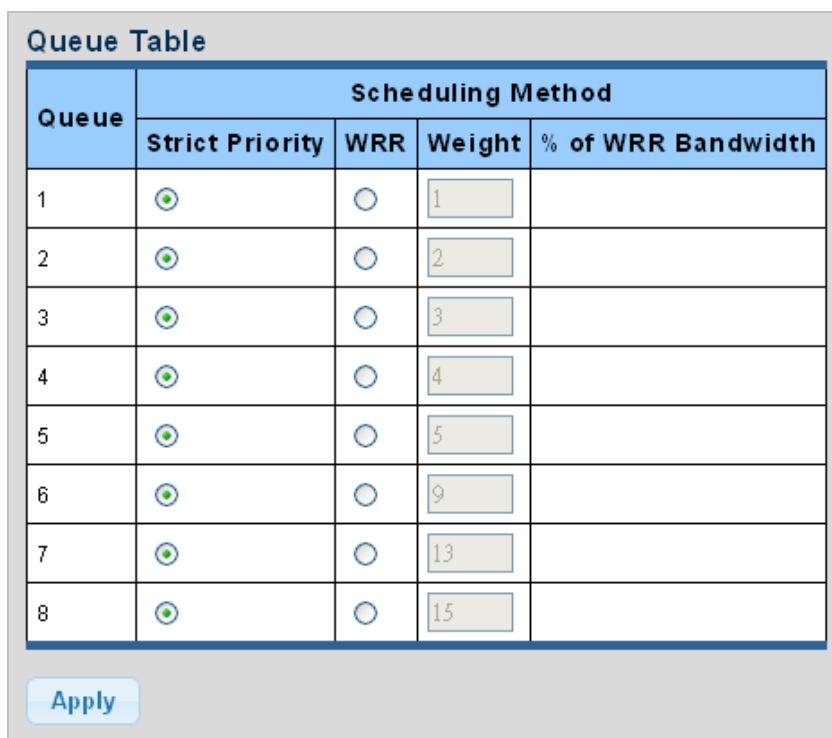 Queue Table
Queue
Scheduling Method
Strict Priority WRR Weight % of WRR Bandwidth
1 1
2 2
3 3
4 4
5 5
6 9
7 13
8 15
Apply